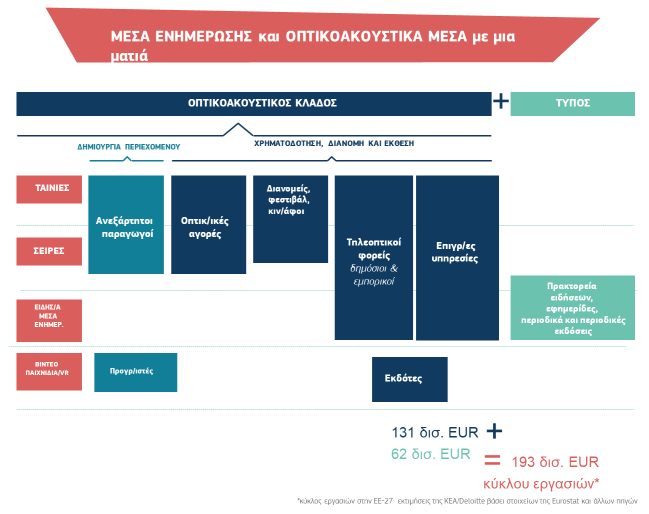 ΜΕΣΑ ΕΝΗΜΕΡΩΣΗΣ και ΟΠΤΙΚΟΑΚΟΥΣΤΙΚΑ ΜΕΣΑ με μια
ματιά
ΟΠΤΙΚΟΑΚΟΥΣΤΙΚΟΣ ΚΛΑΔΟΣ
+
ΤΥΠΟΣ
ΔΗΜΙΟΥΡΓΙΑ ΠΕΡΙΕΧΟΜΕΝΟΥ
ΧΡΗΜΑΤΟΔΟΤΗΣΗ, ΔΙΑΝΟΜΗ ΚΑΙ ΕΚΘΕΣΗ
ΤΑΙΝΙΕΣ
ΣΕΙΡΕΣ
ΕΙΔΗΣ/Α
ΜΕΣΑ
ΕΝΗΜΕΡ.
ΒΙΝΤΕΟ
ΠΑΙΧΝΙΔΙΑ/VR
Ανεξάρτητοι
παραγωγοί
Οπτικ/ικές
αγορές
Διανομείς,
φεστιβάλ,
κιν/άφοι
Τηλεοπτικοί
φορείς
δημόσιοι &
εμπορικοί
Επιγρ/ες
υπηρεσίες
Πρακτορεία
ειδήσεων,
εφημερίδες,
περιοδικά και περιοδικές
εκδόσεις
Προγρ/ιστές
Εκδότες
131 δισ. EUR +
62 δισ. EUR
= 193 δισ. EUR
κύκλου εργασιών*
*κύκλος εργασιών στην ΕΕ-27- εκτιμήσεις της KEA/Deloitte βάσει στοιχείων της Eurostat και άλλων πηγών